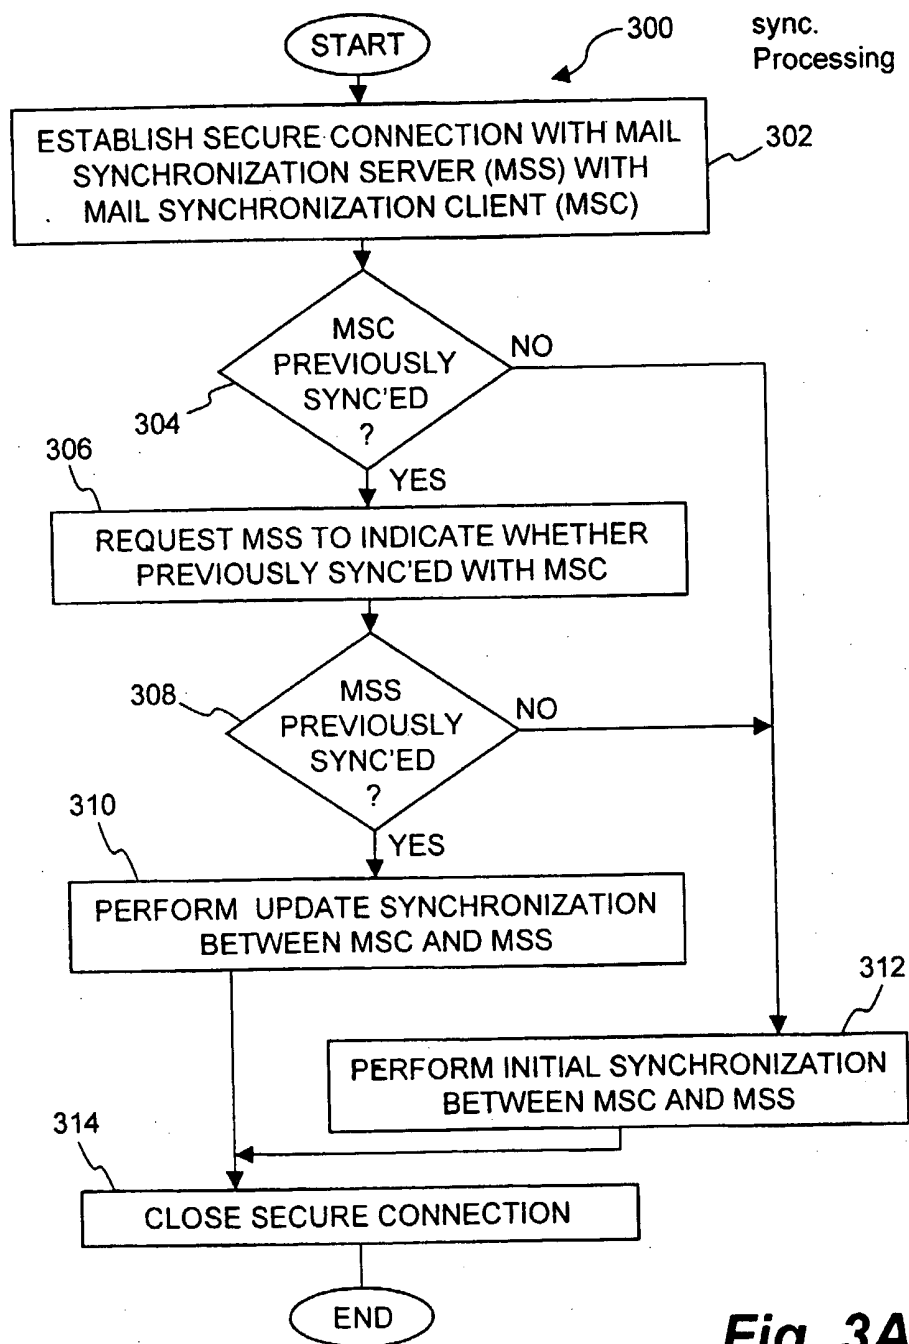 START
300
sync.
Processing
ESTABLISH SECURE CONNECTION WITH MAIL
SYNCHRONIZATION SERVER (MSS) WITH
MAIL SYNCHRONIZATION CLIENT (MSC)
302
MSC
PREVIOUSLY
SYNC'ED
?
NO
304
YES
306
REQUEST MSS TO INDICATE WHETHER
PREVIOUSLY SYNC'ED WITH MSC
308
MSS
PREVIOUSLY
SYNC'ED
?
NO
310
YES
PERFORM UPDATE SYNCHRONIZATION
BETWEEN MSC AND MSS
312
PERFORM INITIAL SYNCHRONIZATION
BETWEEN MSC AND MSS
314
CLOSE SECURE CONNECTION
END
Fig. 3A